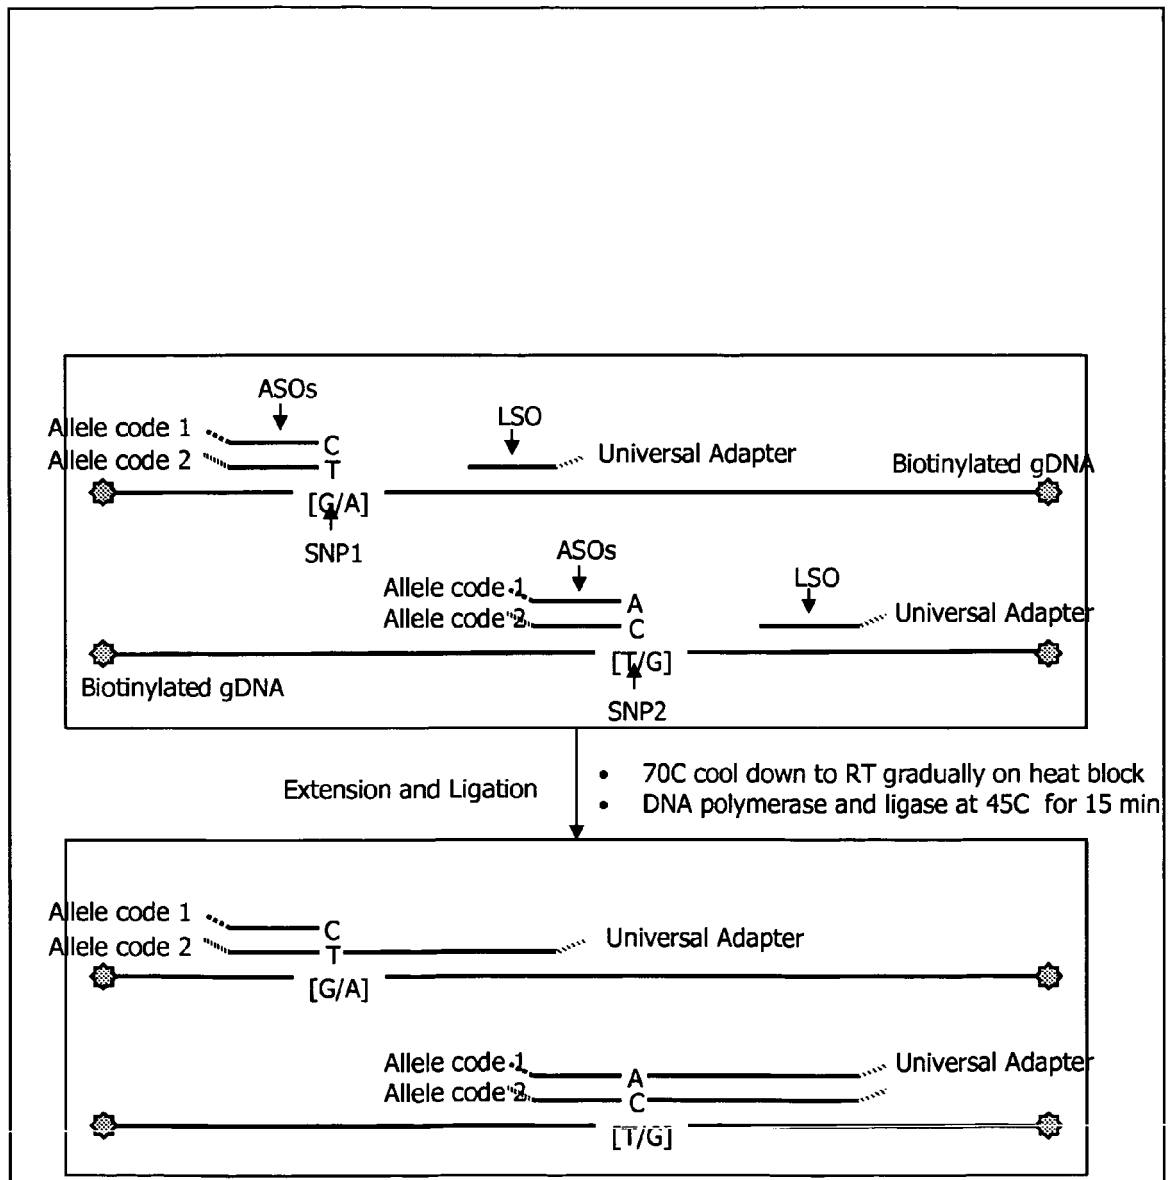 ASOs
Allele code 1
C
LSO
Allele code 2
T
Universal Adapter
Biotinylated gDNA
[G/A]
SNP1
ASOs
Allele code 1
A
LSO
Allele code 2
C
Universal Adapter
[T/G]
Biotinylated gDNA
SNP2
Extension and Ligation
• 70C cool down to RT gradually on heat block
• DNA polymerase and ligase at 45C for 15 min
Allele code 1
C
Allele code 2
T
Universal Adapter
[G/A]
Allele code 1
A
Universal Adapter
Allele code 2
C
[T/G]